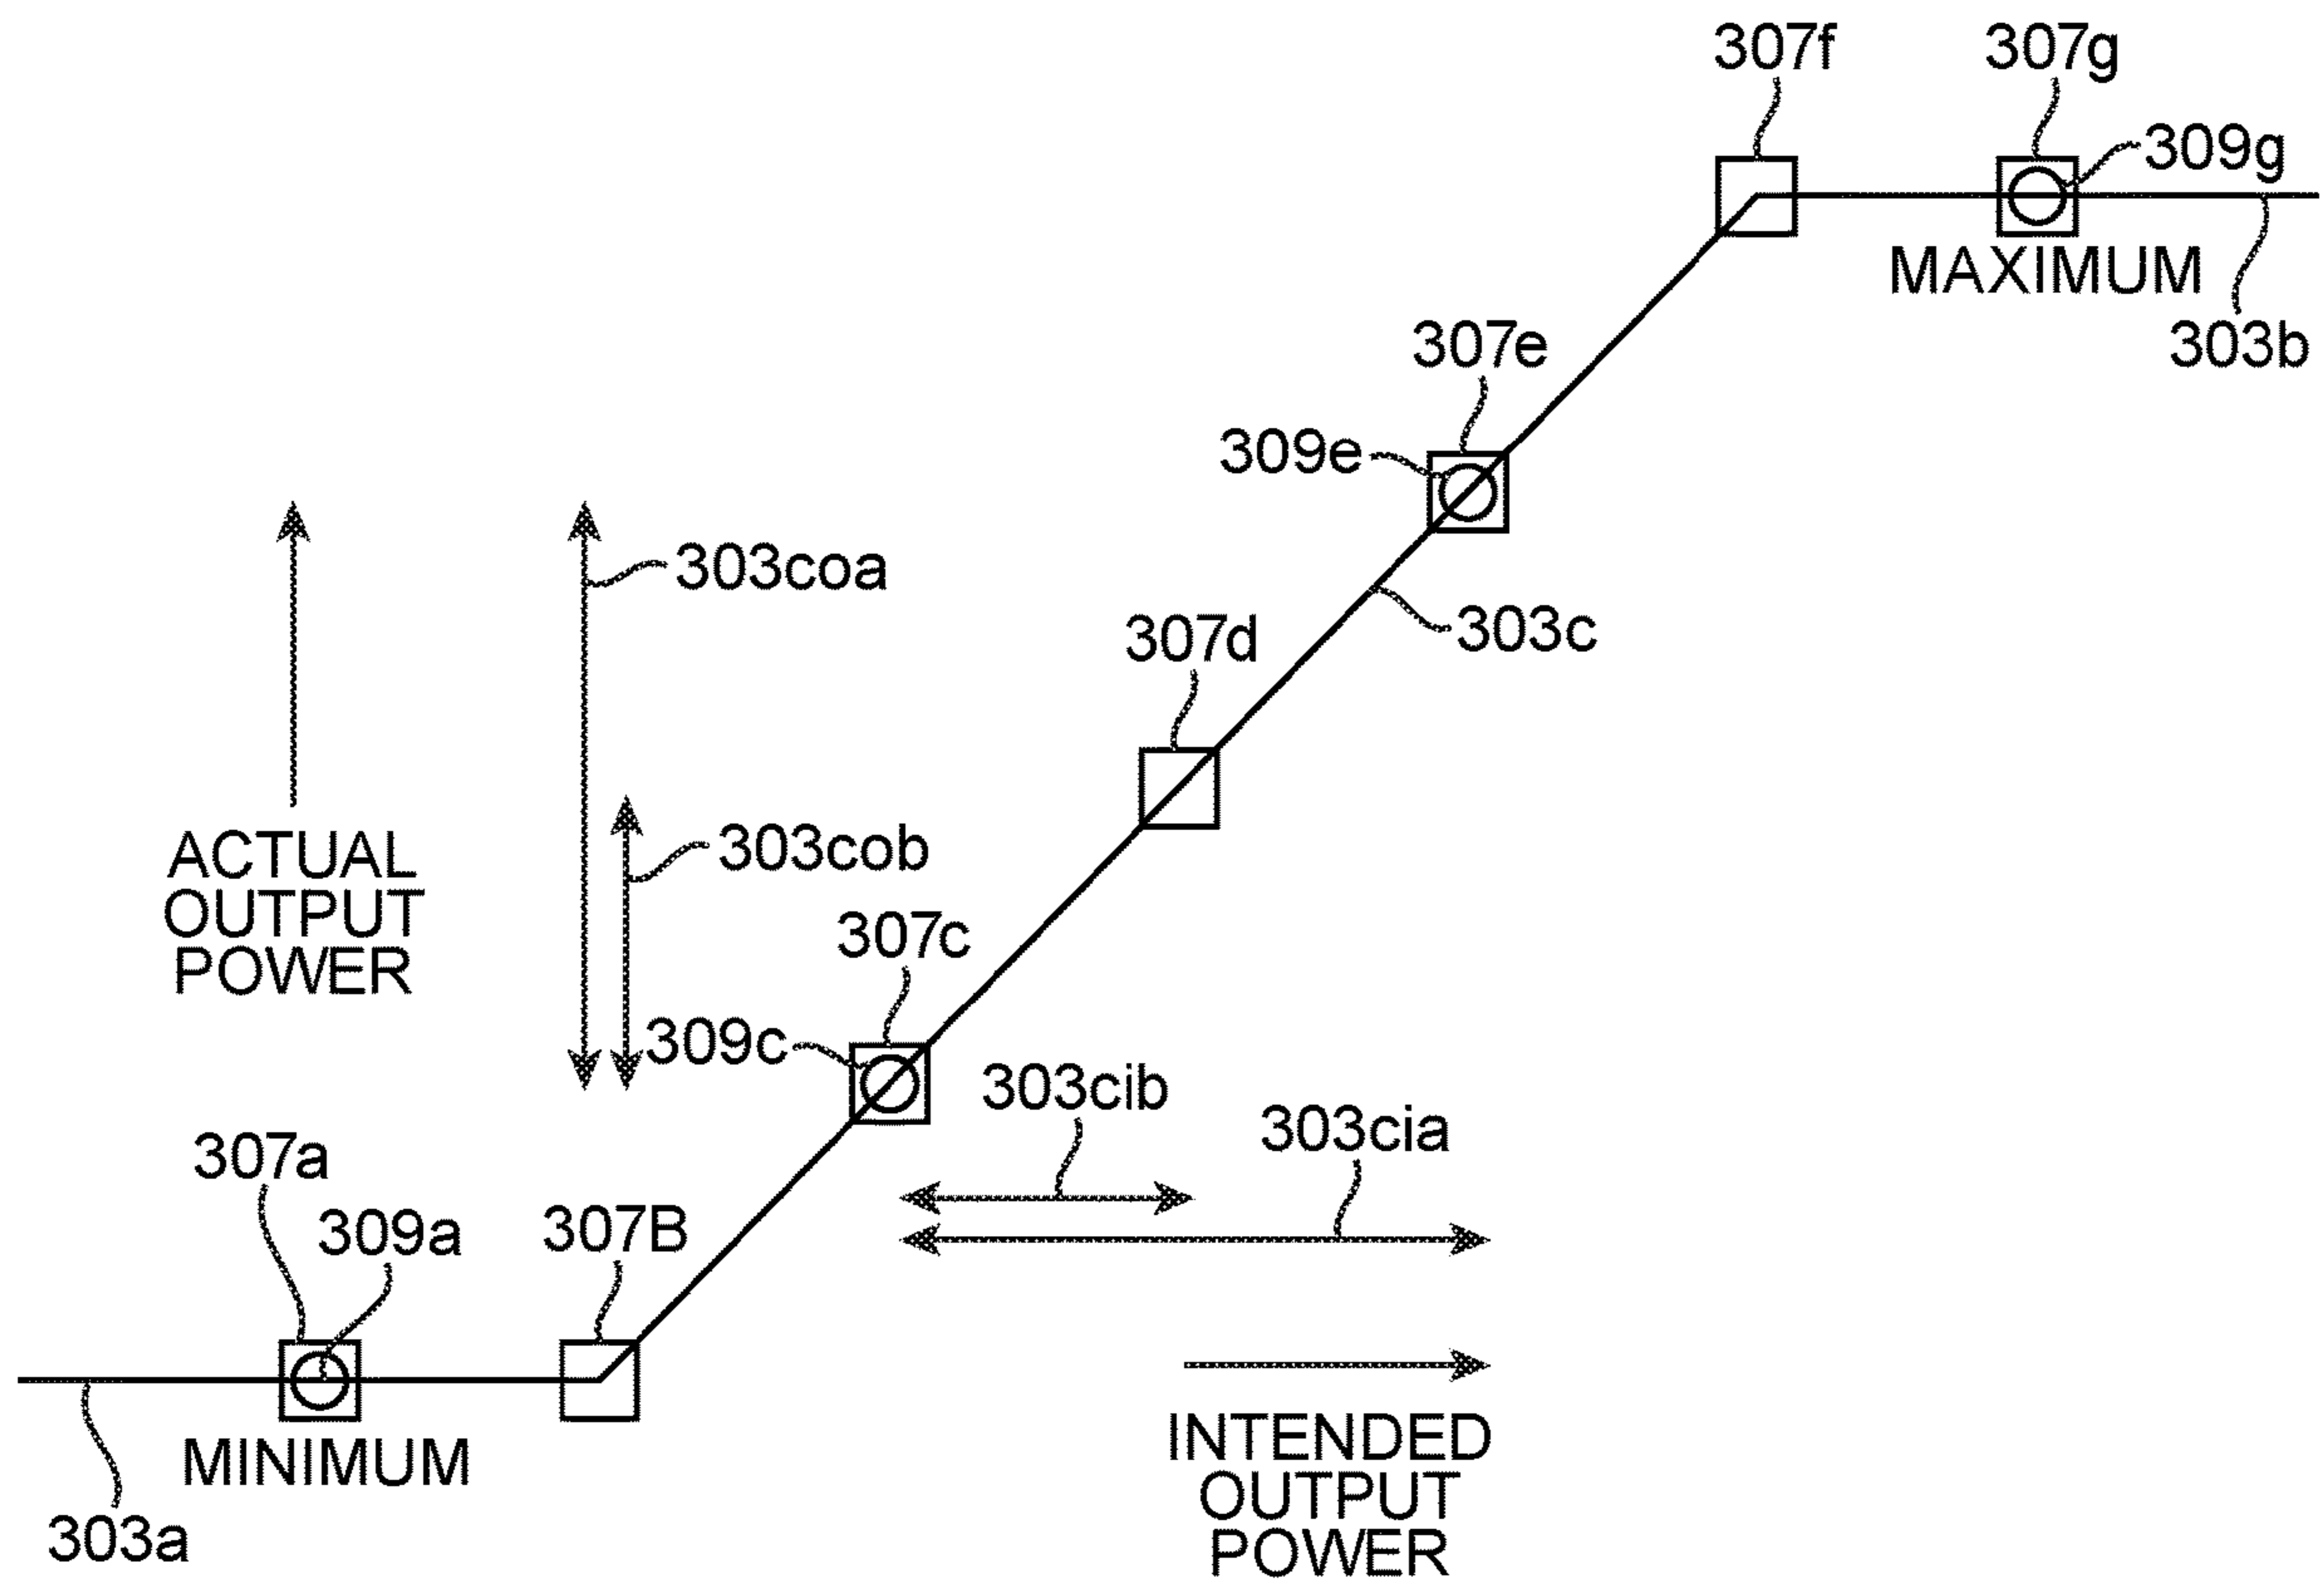 307f
307g
309g
MAXIMUM
303b
307e
309e
303coa
303c
307d
303cob
ACTUAL
OUTPUT
POWER
307c
309c
303cib
303cia
307a
309a
307B
MINIMUM
303a
INTENDED
OUTPUT
POWER